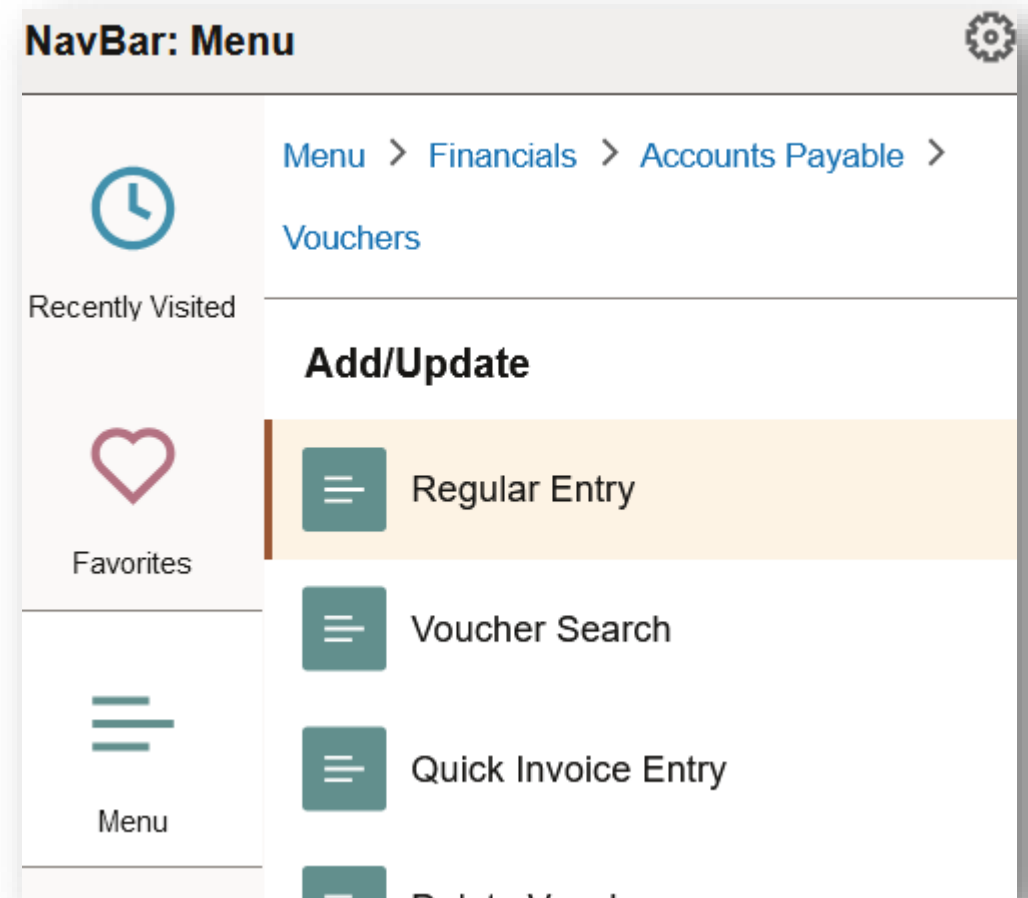 NavBar: Menu
Menu > Financials > Accounts Payable >
Vouchers
Recently Visited
Add/Update
Regular Entry
Favorites
Voucher Search
Quick Invoice Entry
Menu